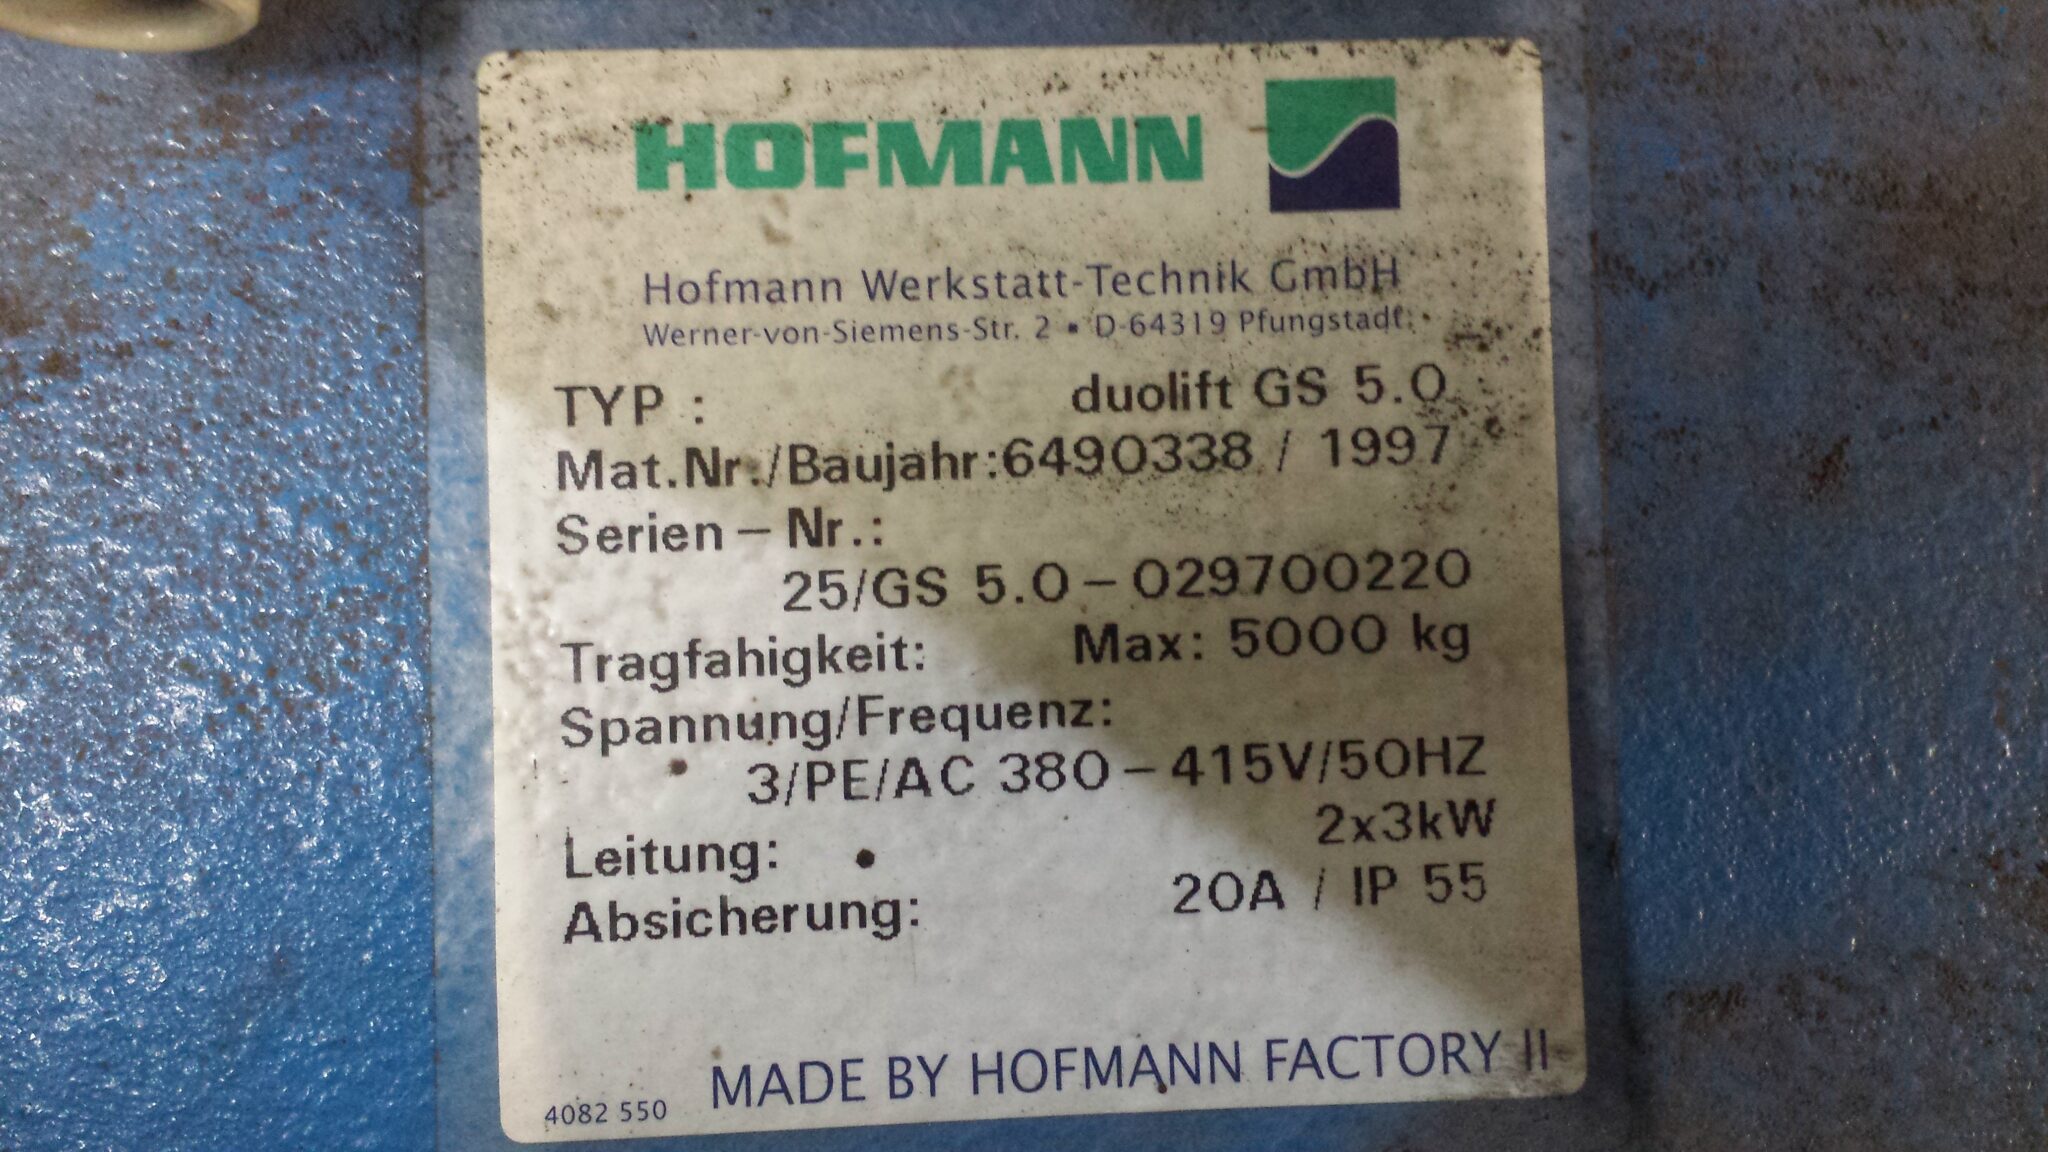 HOFMANN
Hofmann Werkstatt-Technik GmbH
Werner-von-Siemens-Str. 2 ▪ D-64319 Pfungstadt
TYP : duolift GS 5.0
Mat.Nr./Baujahr:6490338 / 1997
Serien – Nr.:
25/GS 5.0 – 029700220
Tragfahigkeit: Max: 5000 kg
Spannung/Frequenz:
3/PE/AC 380 – 415V/50HZ
Leitung: 2x3kW
Absicherung: 20A / IP 55
MADE BY HOFMANN FACTORY II
4082 550